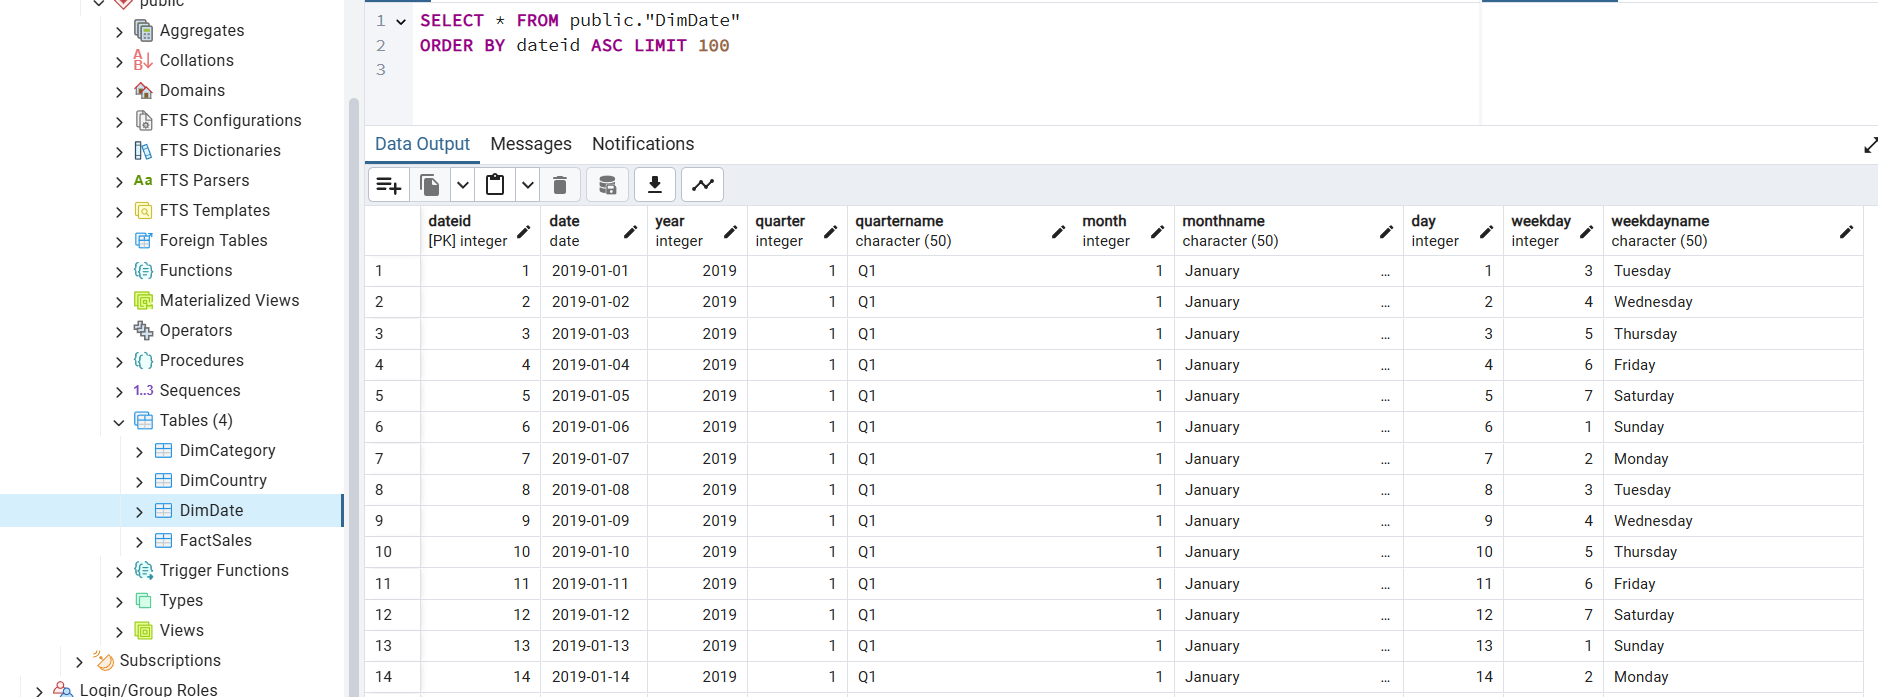 public
Aggregates
Collations
Domains
FTS Configurations
FTS Dictionaries
Aa FTS Parsers
FTS Templates
Foreign Tables
Functions
Materialized Views
Operators
Procedures
1..3 Sequences
Tables (4)
DimCategory
DimCountry
DimDate
FactSales
Trigger Functions
Types
Views
Subscriptions
Login/Group Roles
1 SELECT * FROM public."DimDate"
2 ORDER BY dateid ASC LIMIT 100
3
Data Output Messages Notifications
dateid date year quarter quartername month monthname day weekday weekdayname
[PK] integer date integer integer character (50) integer character (50) integer integer character (50)
1 1 2019-01-01 2019 1 Q1 1 January ... 1 3 Tuesday
2 2 2019-01-02 2019 1 Q1 1 January ... 2 4 Wednesday
3 3 2019-01-03 2019 1 Q1 1 January ... 3 5 Thursday
4 4 2019-01-04 2019 1 Q1 1 January ... 4 6 Friday
5 5 2019-01-05 2019 1 Q1 1 January ... 5 7 Saturday
6 6 2019-01-06 2019 1 Q1 1 January ... 6 1 Sunday
7 7 2019-01-07 2019 1 Q1 1 January ... 7 2 Monday
8 8 2019-01-08 2019 1 Q1 1 January ... 8 3 Tuesday
9 9 2019-01-09 2019 1 Q1 1 January ... 9 4 Wednesday
10 10 2019-01-10 2019 1 Q1 1 January ... 10 5 Thursday
11 11 2019-01-11 2019 1 Q1 1 January ... 11 6 Friday
12 12 2019-01-12 2019 1 Q1 1 January ... 12 7 Saturday
13 13 2019-01-13 2019 1 Q1 1 January ... 13 1 Sunday
14 14 2019-01-14 2019 1 Q1 1 January ... 14 2 Monday